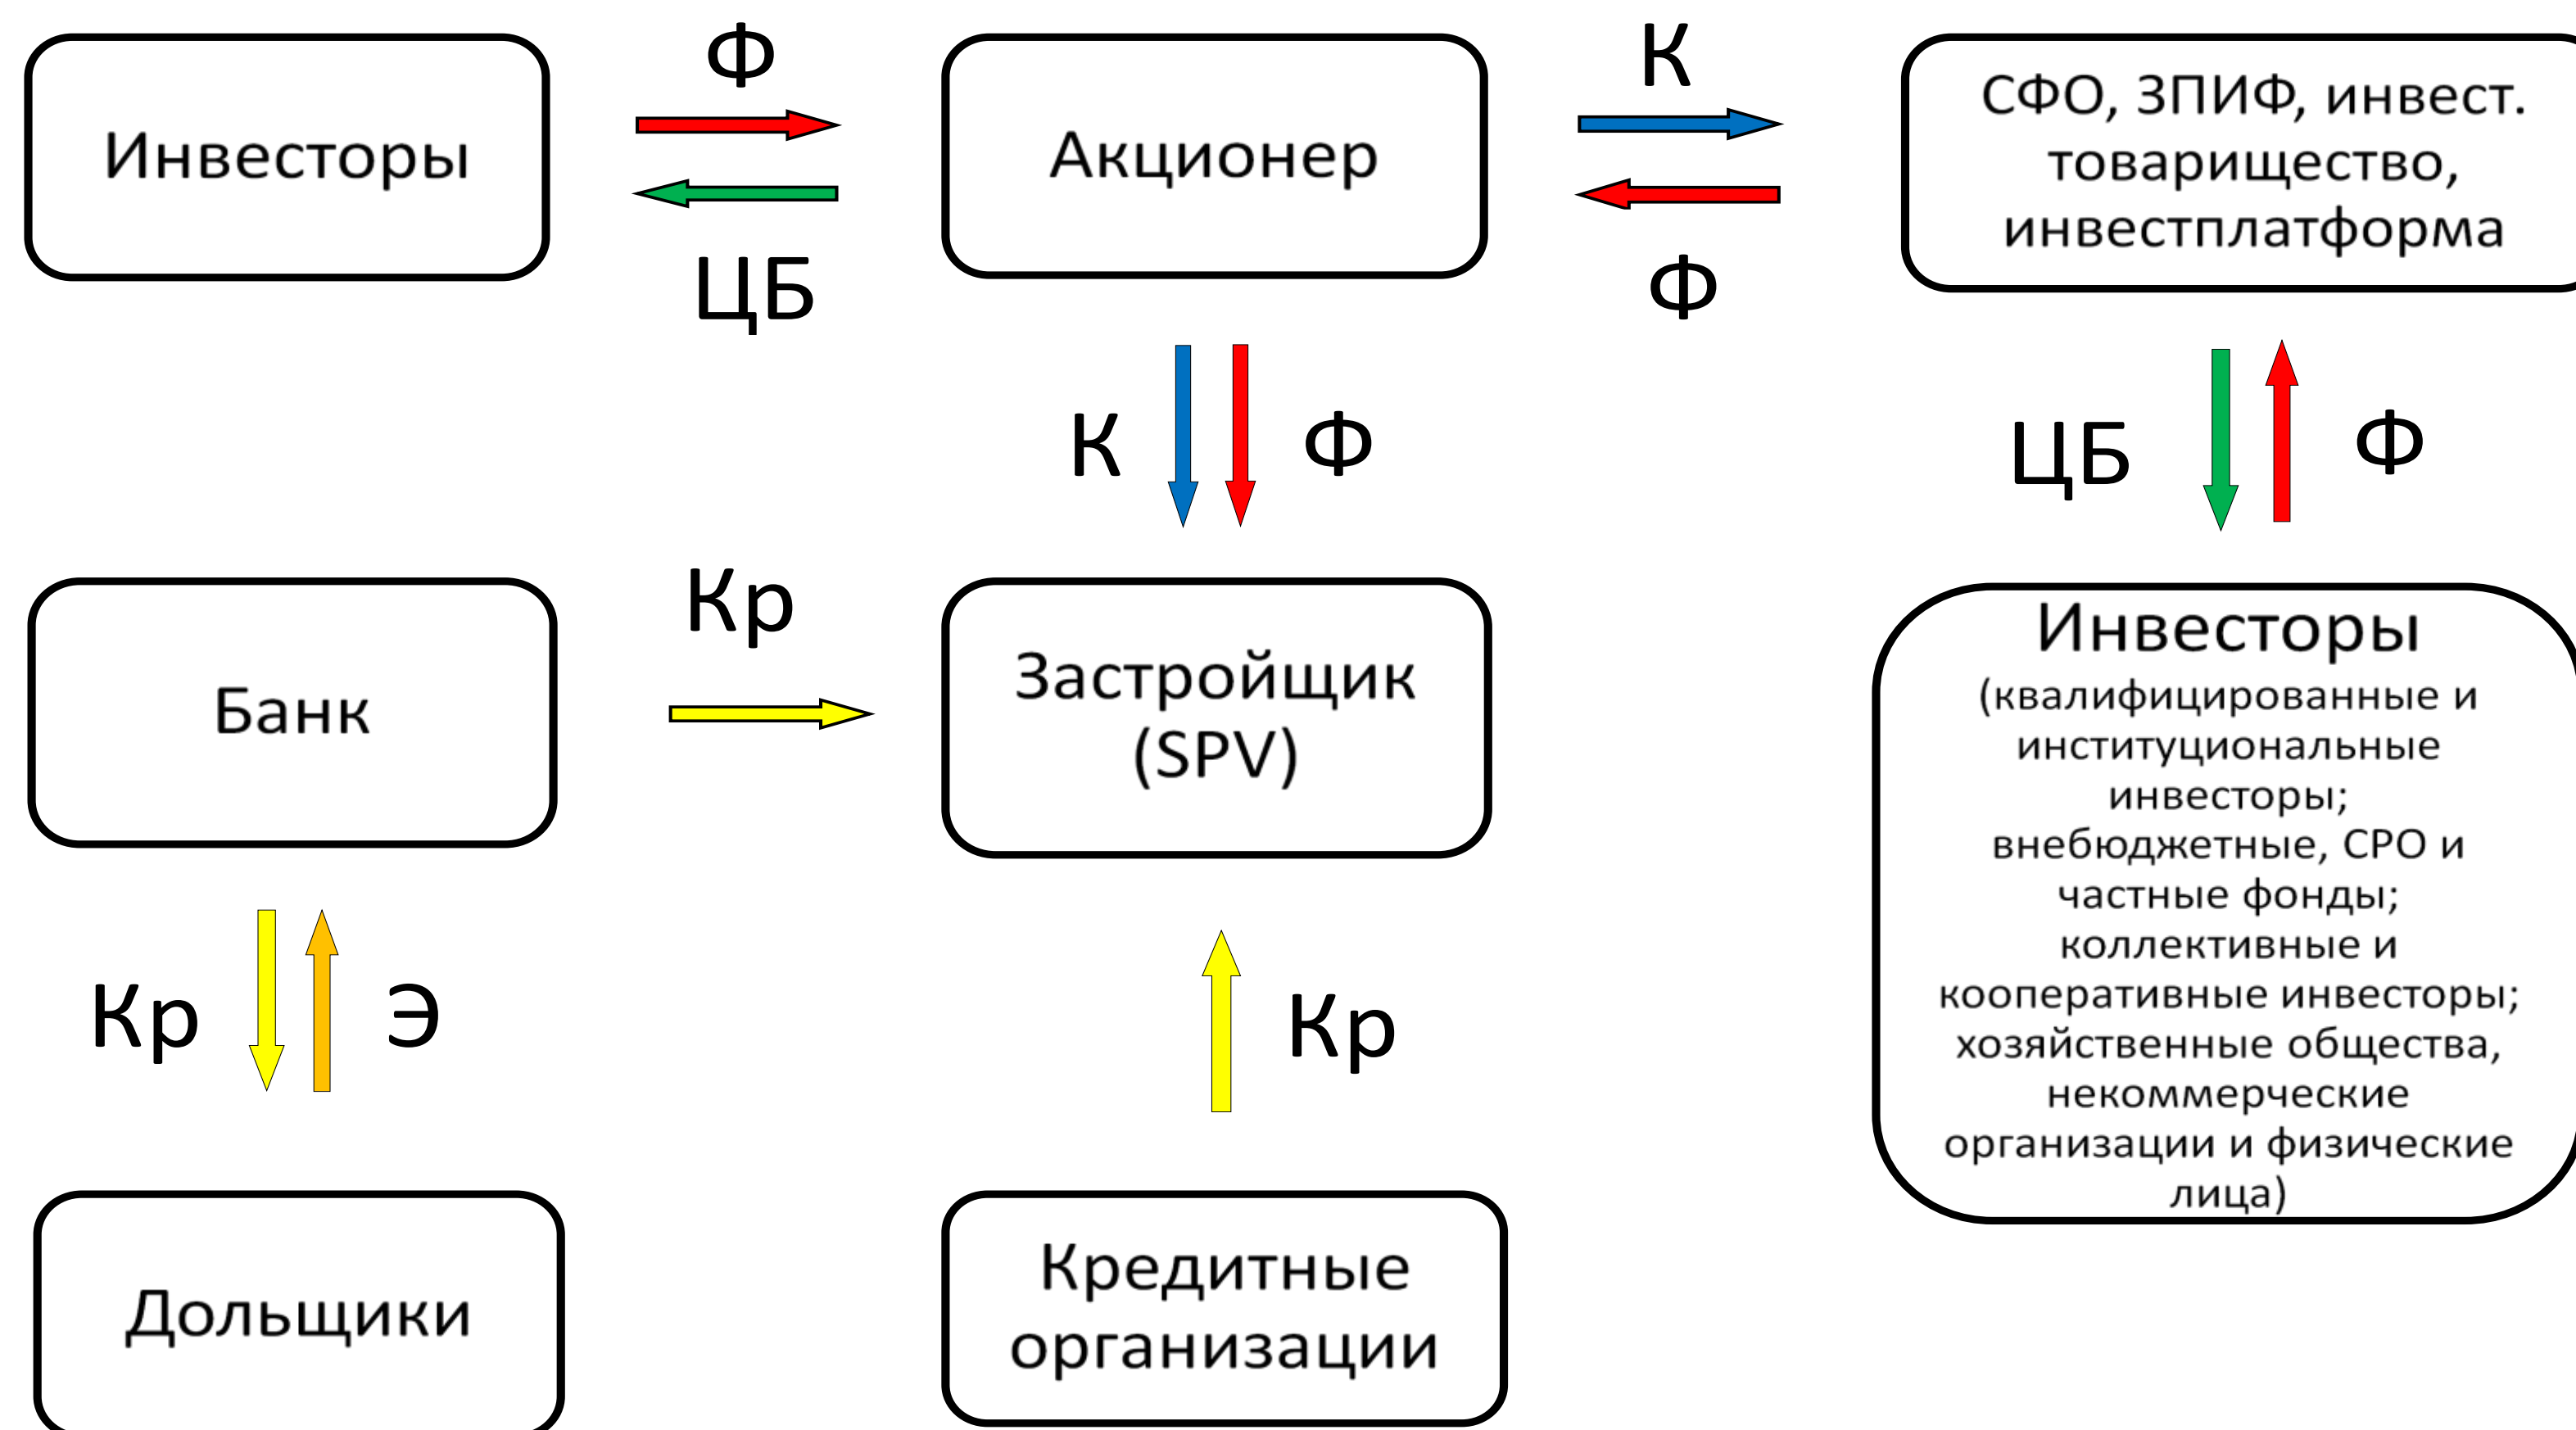 Ф
К
Инвесторы
Акционер
СФО, ЗПИФ, инвест.
товарищество,
инвестплатформа
ЦБ
Ф
К
Ф
ЦБ
Ф
Банк
Кр
Застройщик
(SPV)
Инвесторы
(квалифицированные и
институциональные
инвесторы;
внебюджетные, СРО и
частные фонды;
коллективные и
кооперативные инвесторы;
хозяйственные общества,
некоммерческие
организации и физические
лица)
Кр
Э
Кр
Дольщики
Кредитные
организации